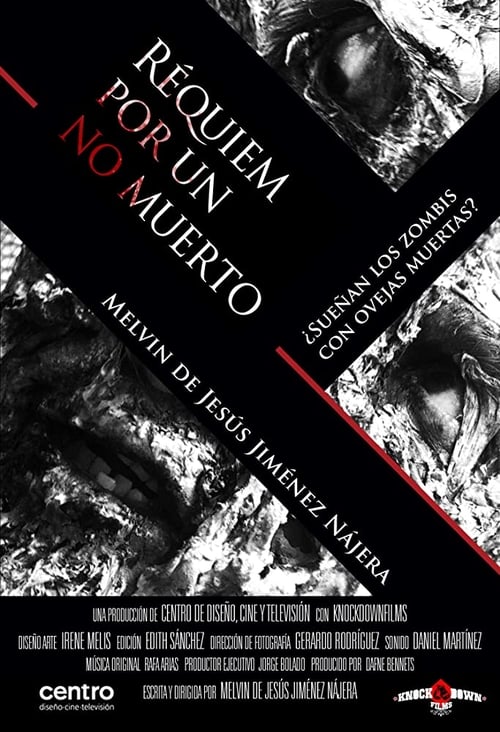 RÉQUIEM
POR UN
NO MUERTO
¿SUEÑAN LOS ZOMBIS
CON OVEJAS MUERTAS?
MELVIN DE JESÚS JIMÉNEZ NÁJERA
UNA PRODUCCIÓN DE CENTRO DE DISEÑO, CINE Y TELEVISIÓN CON KNOCKDOWNFILMS
DISEÑO ARTE IRENE MELIS EDICIÓN EDITH SÁNCHEZ DIRECCIÓN DE FOTOGRAFÍA GERARDO RODRÍGUEZ SONIDO DANIEL MARTÍNEZ
MÚSICA ORIGINAL RAFA ARIAS PRODUCTOR EJECUTIVO JORGE BOLADO PRODUCIDO POR DAFNE BENNETS
ESCRITA Y DIRIGIDA POR MELVIN DE JESÚS JIMÉNEZ NÁJERA
centro
diseño·cine·televisión
KNOCK DOWN
FILMS